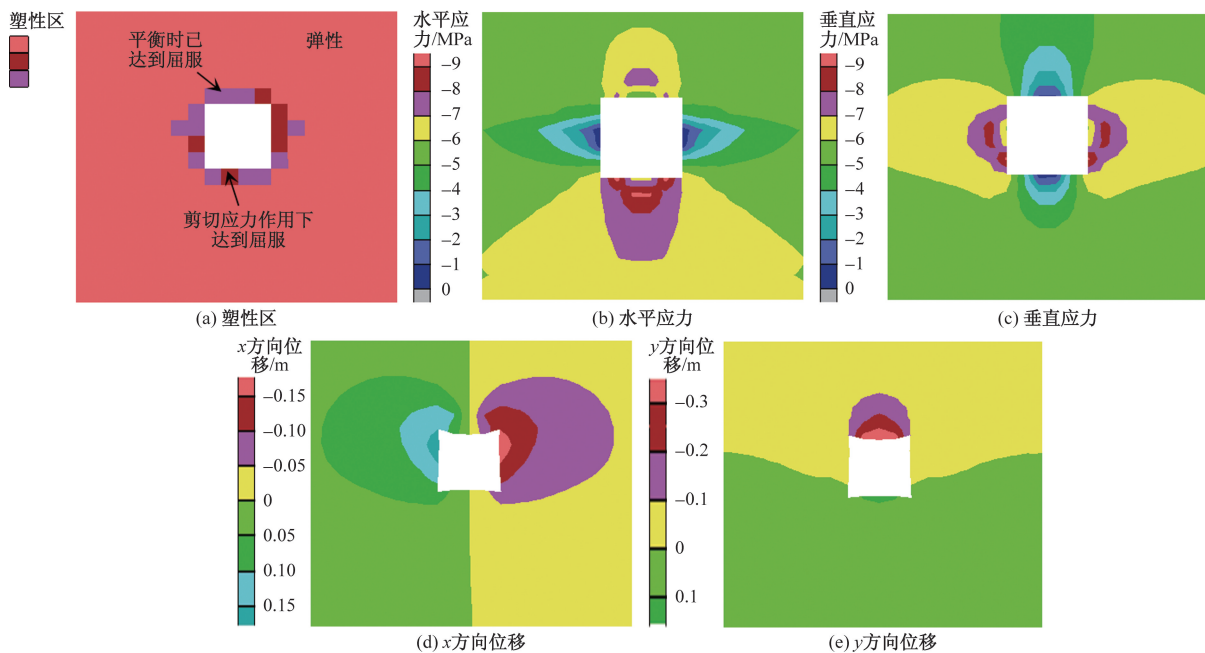 塑性区
平衡时已
达到屈服
弹性
剪切应力作用下
达到屈服
(a) 塑性区
水平应
力/MPa
–9
–8
–7
–6
–5
–4
–3
–2
–1
0
(b) 水平应力
垂直应
力/MPa
–9
–8
–7
–6
–5
–4
–3
–2
–1
0
(c) 垂直应力
x方向位
移/m
–0.15
–0.10
–0.05
0
0.05
0.10
0.15
(d) x方向位移
y方向位
移/m
–0.3
–0.2
–0.1
0
0.1
(e) y方向位移